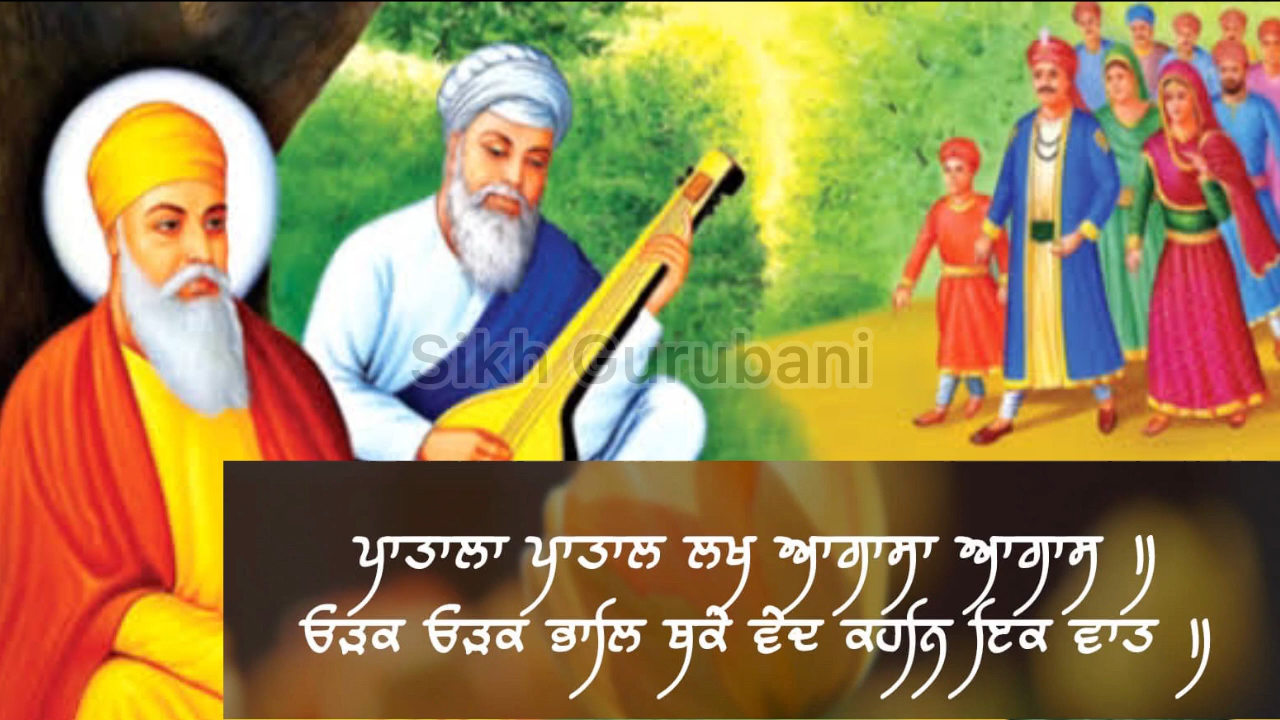 Sikh Gurubani
ਪਾਤਾਲਾ ਪਾਤਾਲ ਲਖ ਆਗਾਸਾ ਆਗਾਸ ॥
ਓੜਕ ਓੜਕ ਭਾਲਿ ਥਕੇ ਵੇਦ ਕਹਨਿ ਇਕ ਵਾਤ ॥